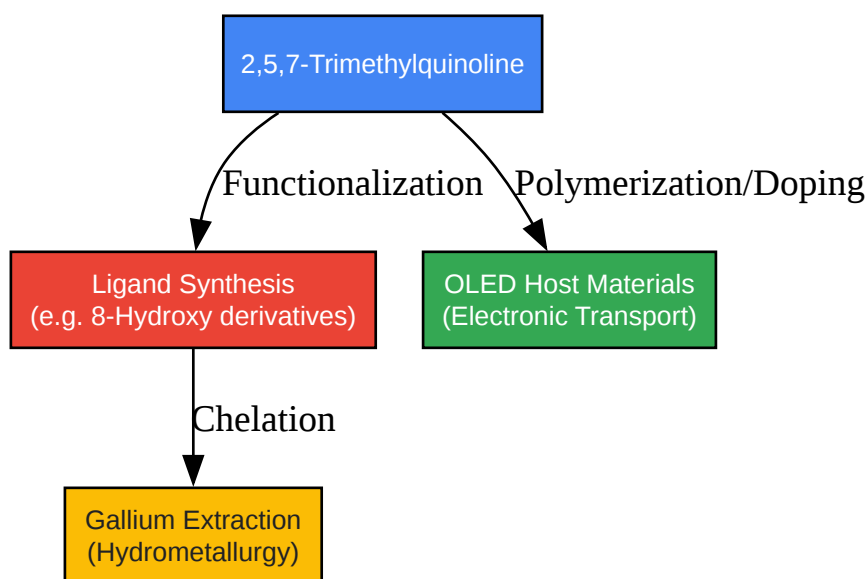 2,5,7-Trimethylquinoline
Functionalization
Polymerization/Doping
Ligand Synthesis
(e.g. 8-Hydroxy derivatives)
OLED Host Materials
(Electronic Transport)
Chelation
Gallium Extraction
(Hydrometallurgy)